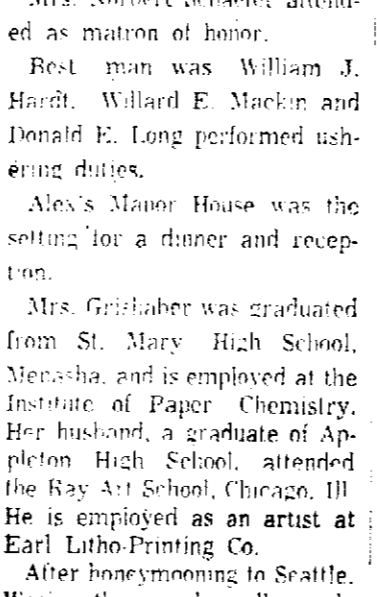 Mrs. Norbert Schaefer attend-
ed as matron of honor.
Best man was William J.
Hardt. Willard E. Mackin and
Donald E. Long performed ush-
ering duties.
Alex's Manor House was the
setting for a dinner and recep-
tion.
Mrs. Grishaber was graduated
from St. Mary High School,
Menasha, and is employed at the
Institute of Paper Chemistry.
Her husband, a graduate of Ap-
pleton High School, attended
the Ray Art School, Chicago, Ill
He is employed as an artist at
Earl Litho-Printing Co.
After honeymooning to Seattle,